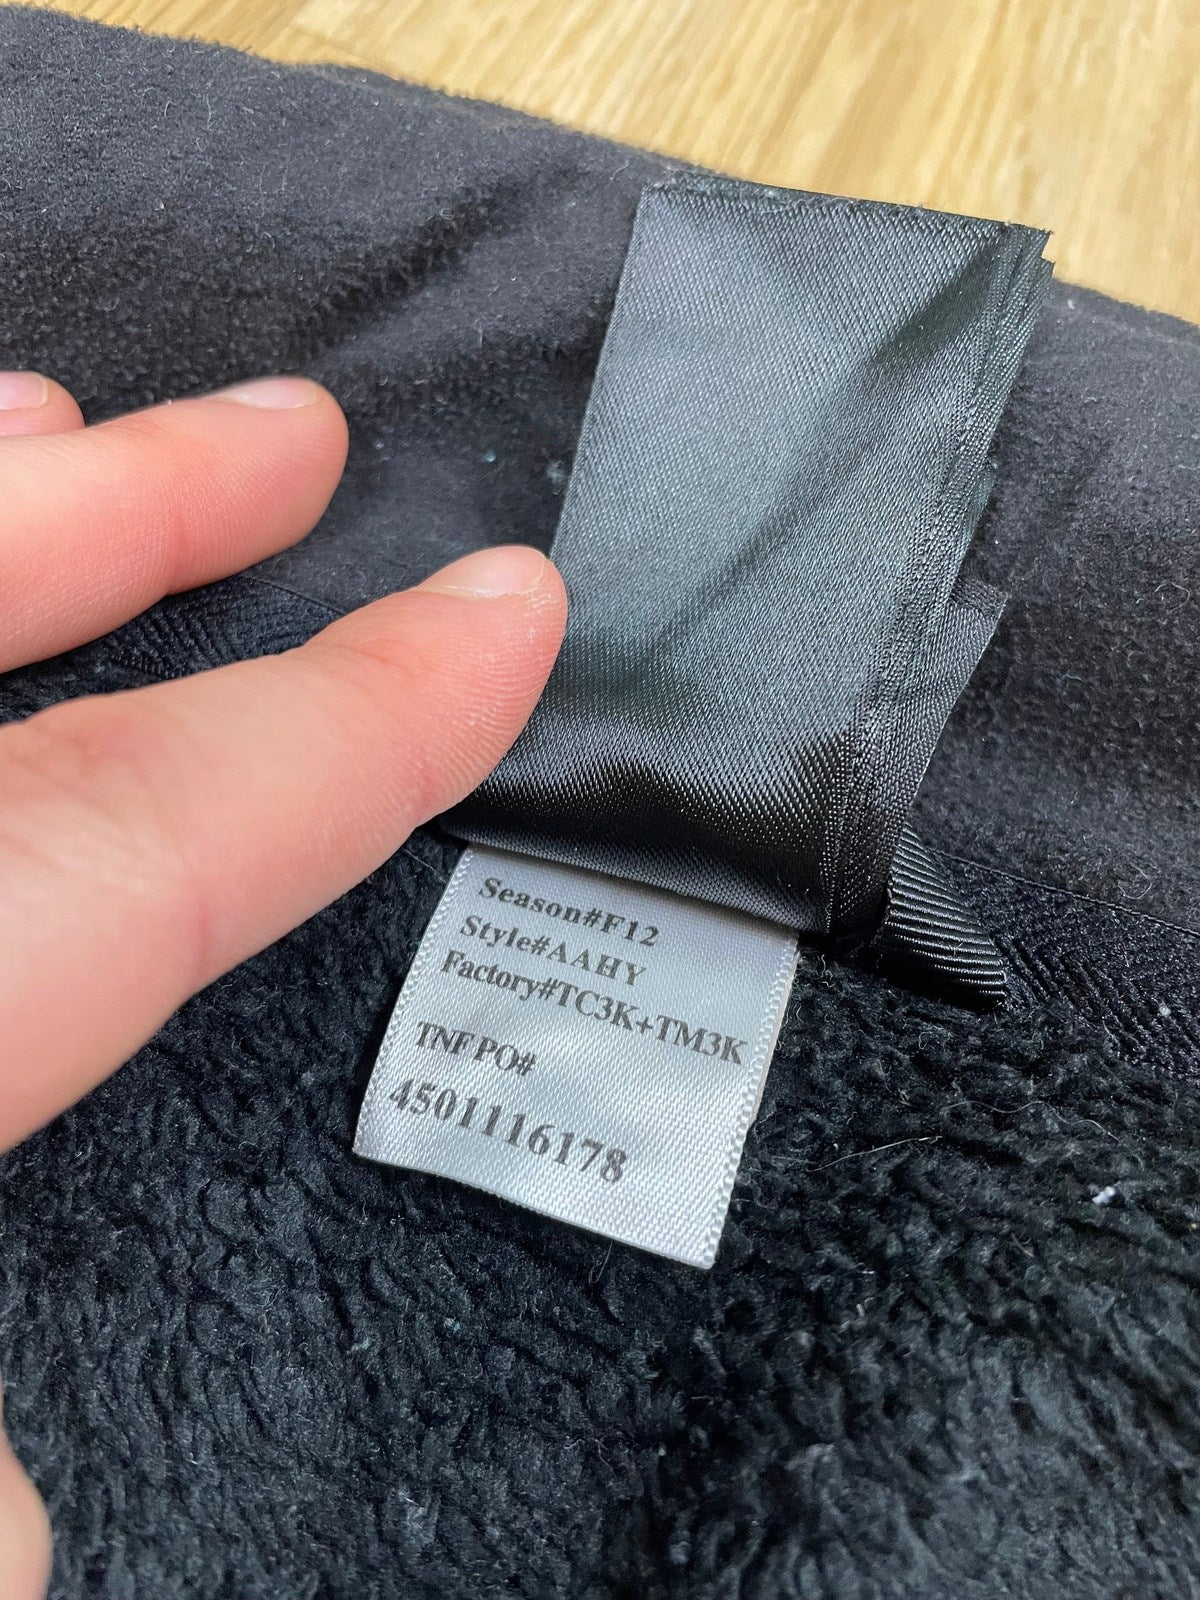 Season#F12
Style#AAHY
Factory#TC3K+TM3K
TNF PO#
4501116178